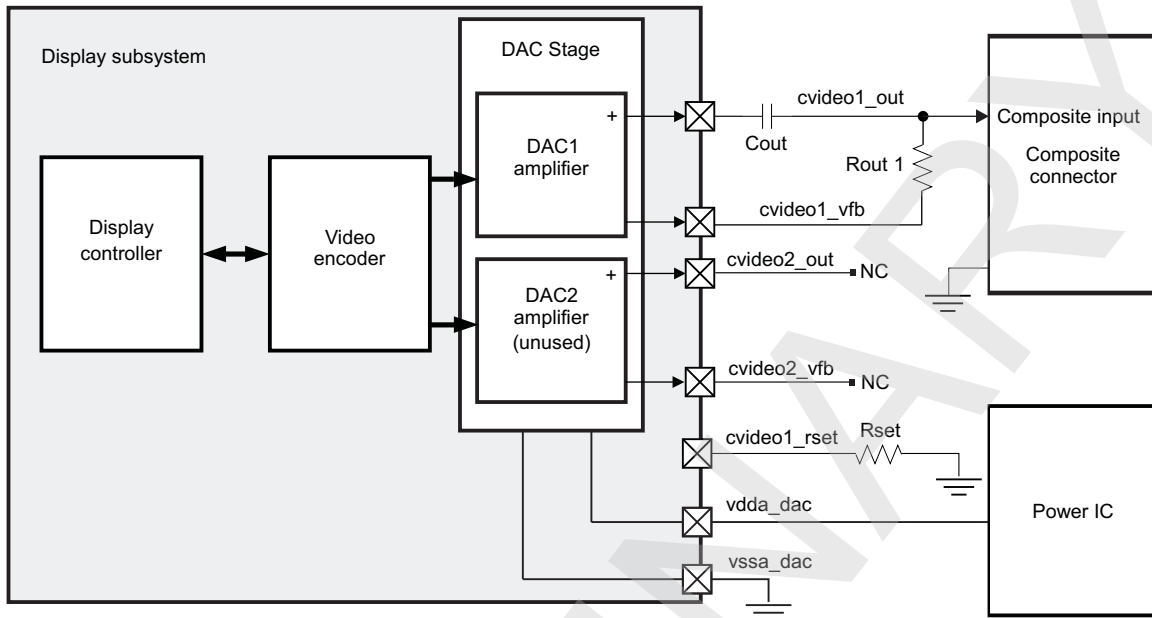 Display subsystem
DAC Stage
+
DAC1
amplifier
Display
controller
Video
encoder
+
DAC2
amplifier
(unused)
cvideo1_out
Cout
Rout 1
cvideo1_vfb
cvideo2_out
NC
cvideo2_vfb
NC
cvideo1_rset
Rset
vdda_dac
vssa_dac
Composite input
Composite
connector
Power IC